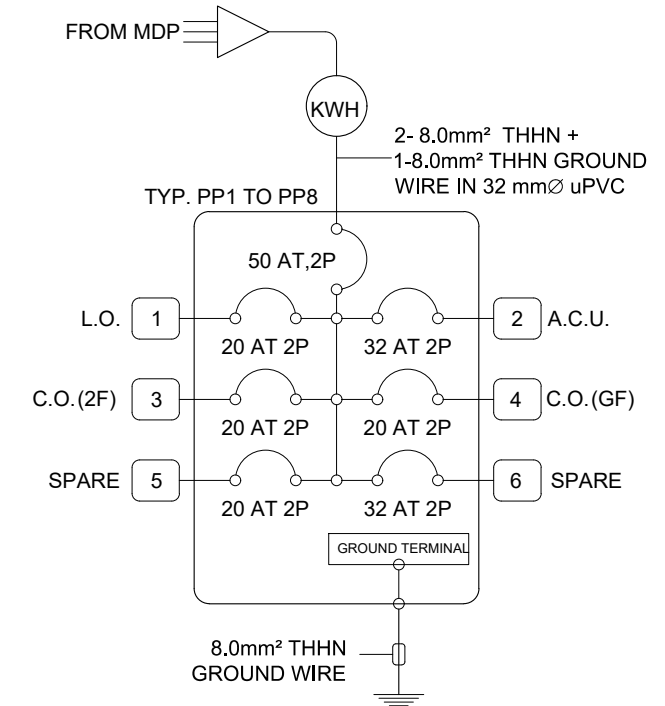 FROM MDP
KWH
2- 8.0mm² THHN +
1-8.0mm² THHN GROUND
WIRE IN 32 mm∅ uPVC
TYP. PP1 TO PP8
50 AT,2P
L.O. 1
20 AT 2P
32 AT 2P
2 A.C.U.
C.O.(2F) 3
20 AT 2P
20 AT 2P
4 C.O.(GF)
SPARE 5
20 AT 2P
32 AT 2P
6 SPARE
GROUND TERMINAL
8.0mm² THHN
GROUND WIRE